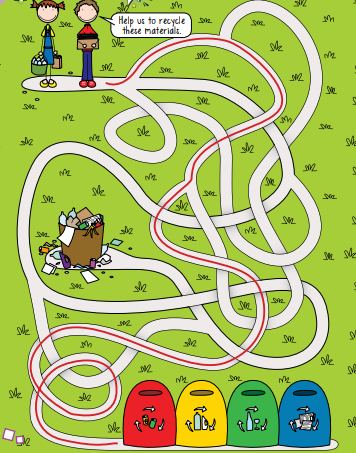 Help us to recycle
these materials.